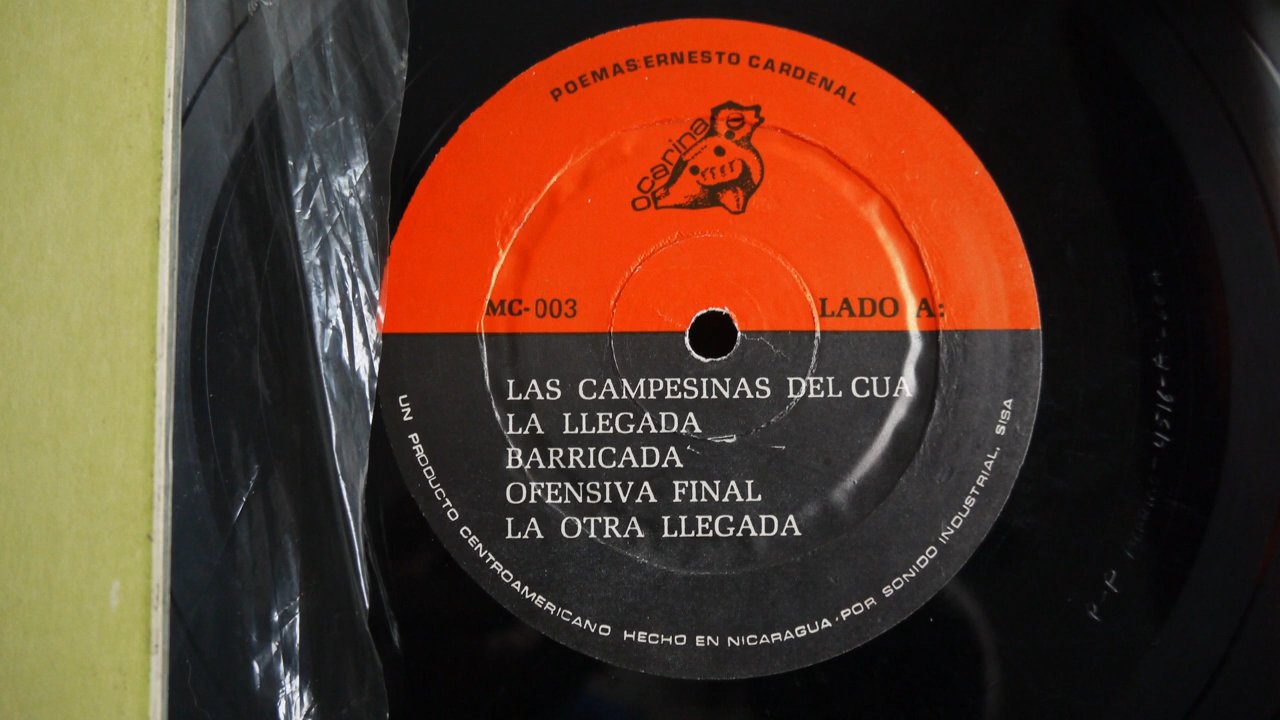 POEMAS:ERNESTO CARDENAL
ocarina
MC-003
LADO A:
LAS CAMPESINAS DEL CUA
LA LLEGADA
BARRICADA
OFENSIVA FINAL
LA OTRA LLEGADA
UN PRODUCTO CENTROAMERICANO HECHO EN NICARAGUA·POR SONIDO INDUSTRIAL, SISA